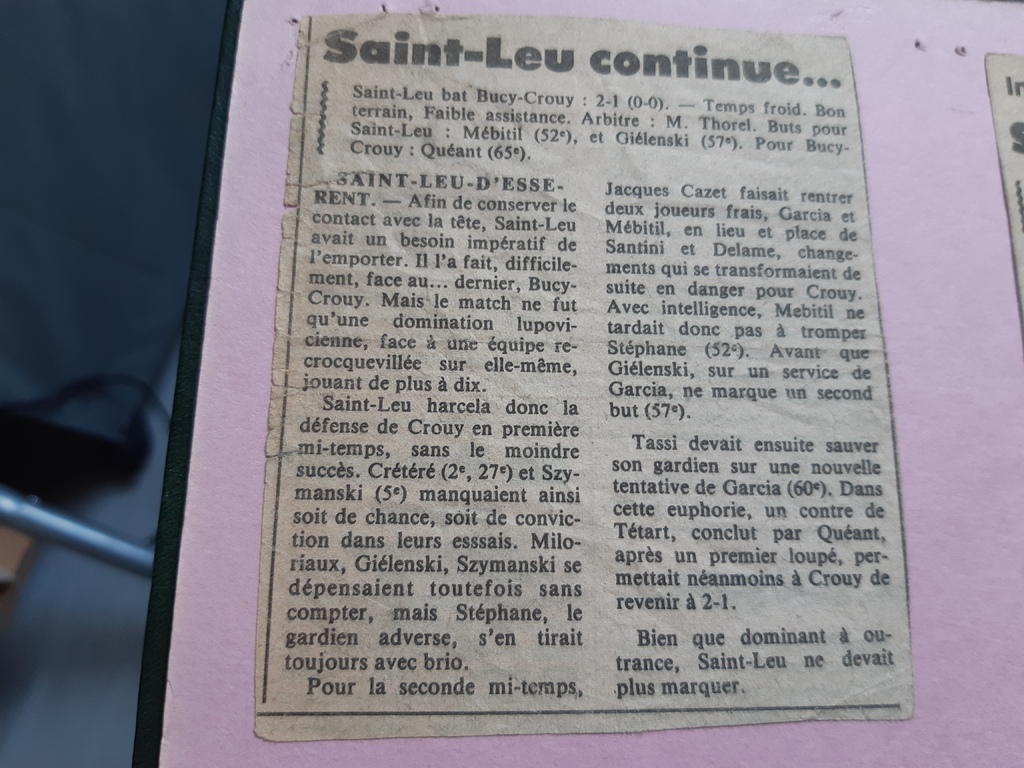 Saint-Leu continue...
Saint-Leu bat Bucy-Crouy : 2-1 (0-0). — Temps froid. Bon
terrain, Faible assistance. Arbitre : M. Thorel. Buts pour
Saint-Leu : Mébitil (52e), et Giélenski (57e). Pour Bucy-
Crouy : Quéant (65e).
SAINT-LEU-D'ESSE-
RENT. — Afin de conserver le
contact avec la tête, Saint-Leu
avait un besoin impératif de
l'emporter. Il l'a fait, difficile-
ment, face au... dernier, Bucy-
Crouy. Mais le match ne fut
qu'une domination lupovi-
cienne, face à une équipe re-
crocquevillée sur elle-même,
jouant de plus à dix.
Saint-Leu harcela donc la
défense de Crouy en première
mi-temps, sans le moindre
succès. Crétéré (2e, 27e) et Szy-
manski (5e) manquaient ainsi
soit de chance, soit de convic-
tion dans leurs esssais. Milo-
riaux, Giélenski, Szymanski se
dépensaient toutefois sans
compter, mais Stéphane, le
gardien adverse, s'en tirait
toujours avec brio.
Pour la seconde mi-temps,
Jacques Cazet faisait rentrer
deux joueurs frais, Garcia et
Mébitil, en lieu et place de
Santini et Delame, change-
ments qui se transformaient de
suite en danger pour Crouy.
Avec intelligence, Mebitil ne
tardait donc pas à tromper
Stéphane (52e). Avant que
Giélenski, sur un service de
Garcia, ne marque un second
but (57e).
Tassi devait ensuite sauver
son gardien sur une nouvelle
tentative de Garcia (60e). Dans
cette euphorie, un contre de
Tétart, conclut par Quéant,
après un premier loupé, per-
mettait néanmoins à Crouy de
revenir à 2-1.
Bien que dominant à ou-
trance, Saint-Leu ne devait
plus marquer.